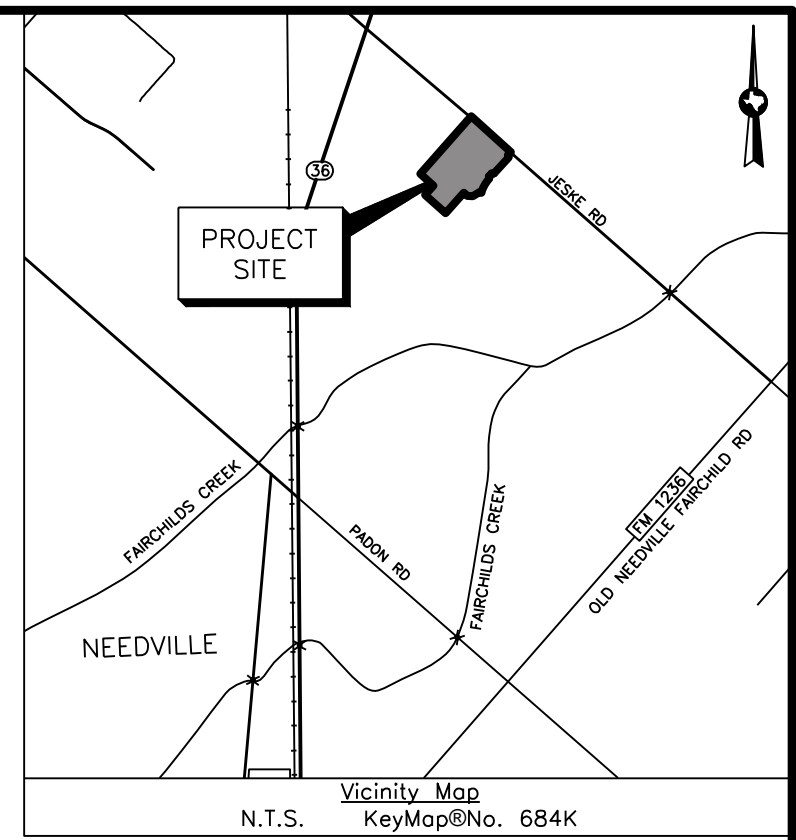 36
JESKE RD
PROJECT
SITE
FAIRCHILDS CREEK
PADON RD
FAIRCHILDS CREEK
FM 1236
OLD NEEDVILLE FAIRCHILD RD
NEEDVILLE
Vicinity Map
N.T.S. KeyMap®No. 684K